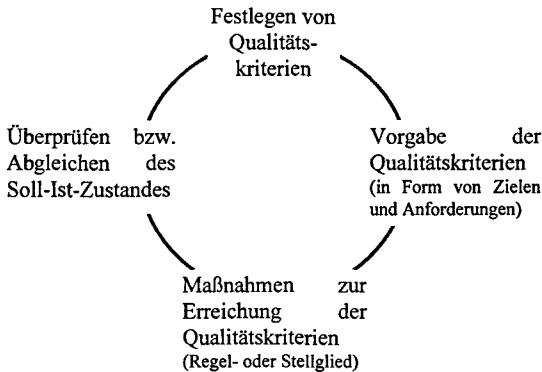 Festlegen von
Qualitäts-
kriterien
Überprüfen bzw.
Abgleichen des
Soll-Ist-Zustandes
Vorgabe der
Qualitätskriterien
(in Form von Zielen
und Anforderungen)
Maßnahmen zur
Erreichung der
Qualitätskriterien
(Regel- oder Stellglied)